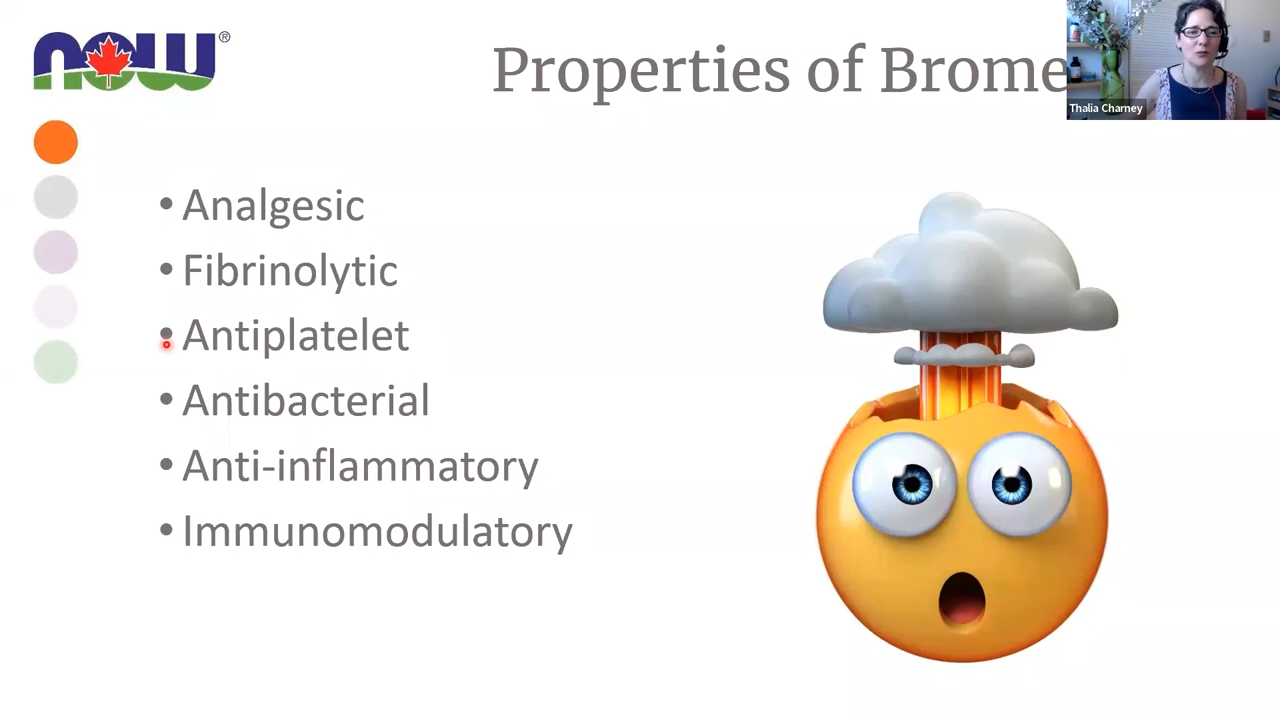 now®
Properties of Brome
Thalia Charney
• Analgesic
• Fibrinolytic
• Antiplatelet
• Antibacterial
• Anti-inflammatory
• Immunomodulatory